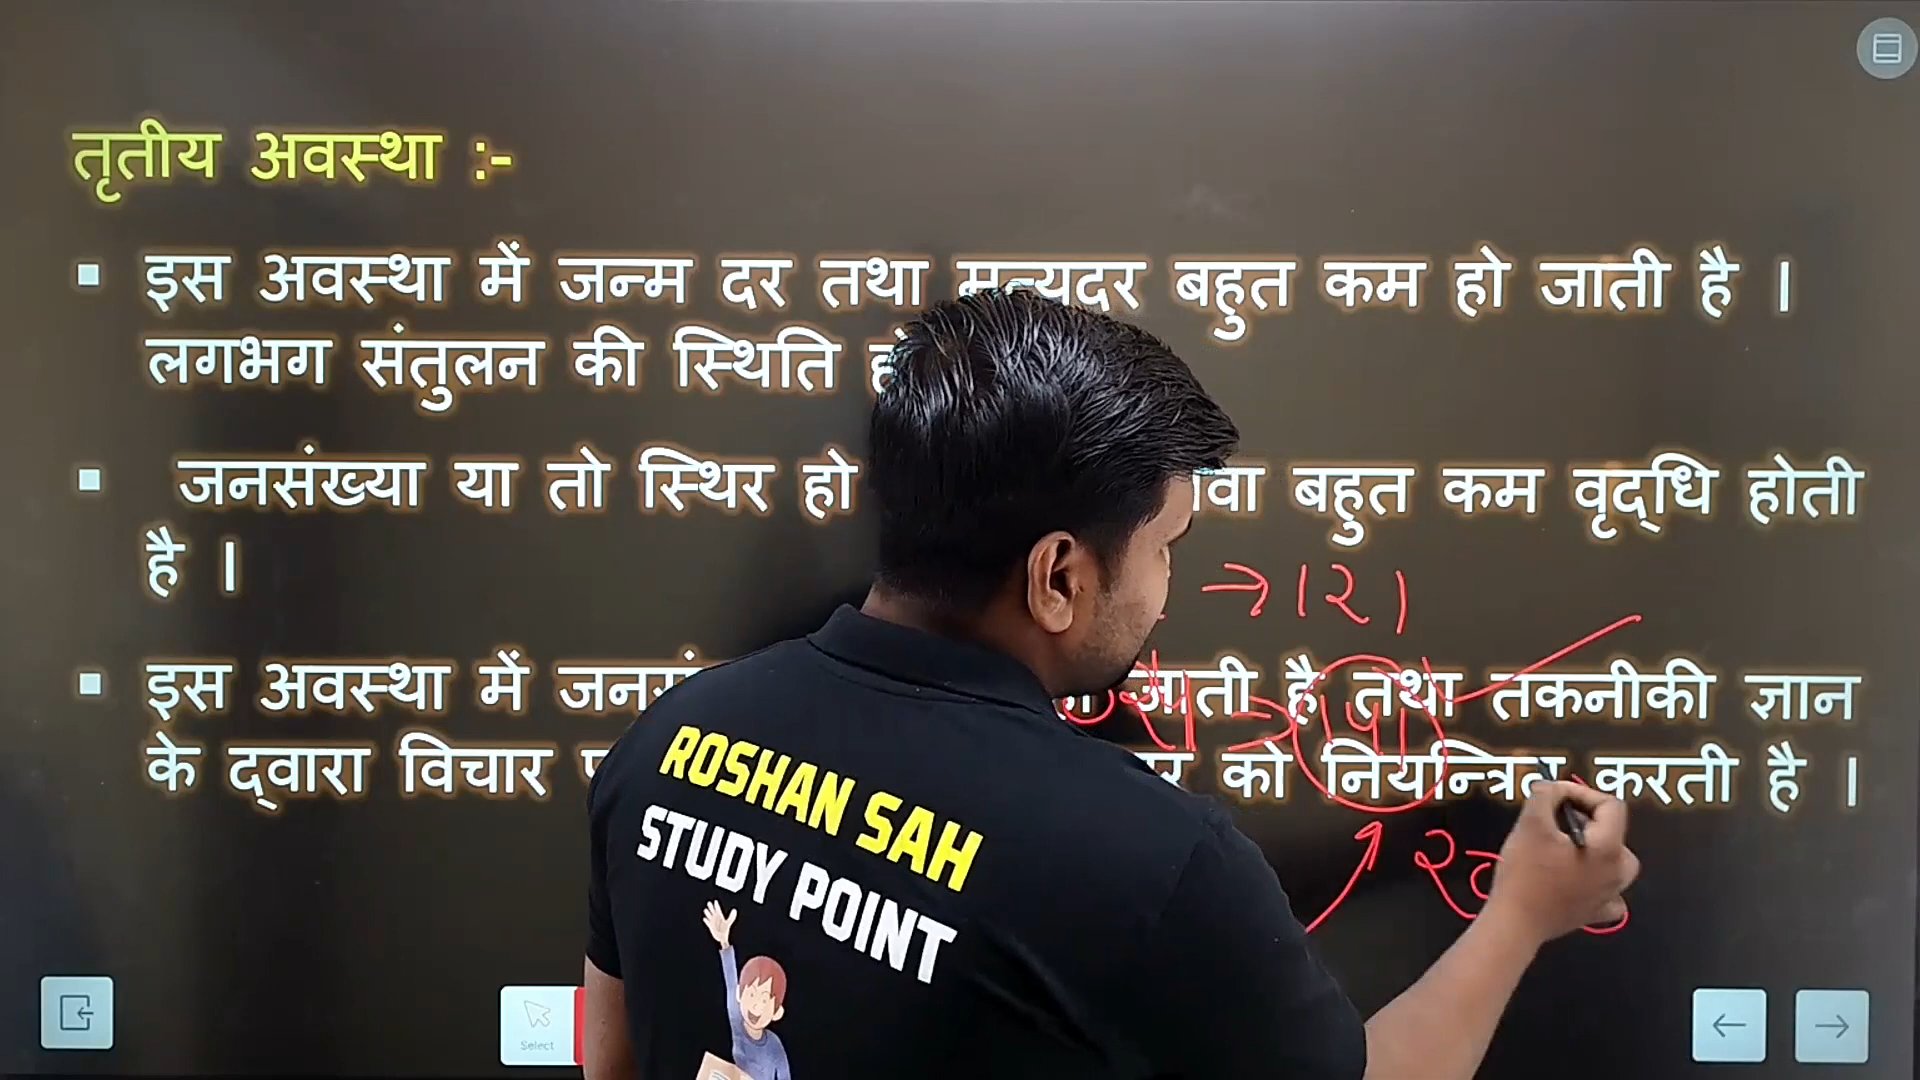 तृतीय अवस्था :-
इस अवस्था में जन्म दर तथा मृत्युदर बहुत कम हो जाती है ।
लगभग संतुलन की स्थिति
जनसंख्या या तो स्थिर हो बहुत कम वृद्धि होती
है ।
→ 121
इस अवस्था में जाती है तथा तकनीकी ज्ञान
के द्वारा विचार को नियन्त्रित करती है ।
ROSHAN SAH
STUDY POINT
Select